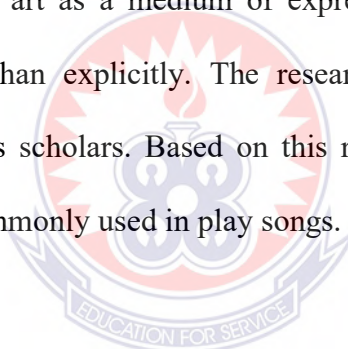 art as a medium of expre
han explicitly. The resear
s scholars. Based on this r
mmonly used in play songs.
EDUCATION FOR SERVICE